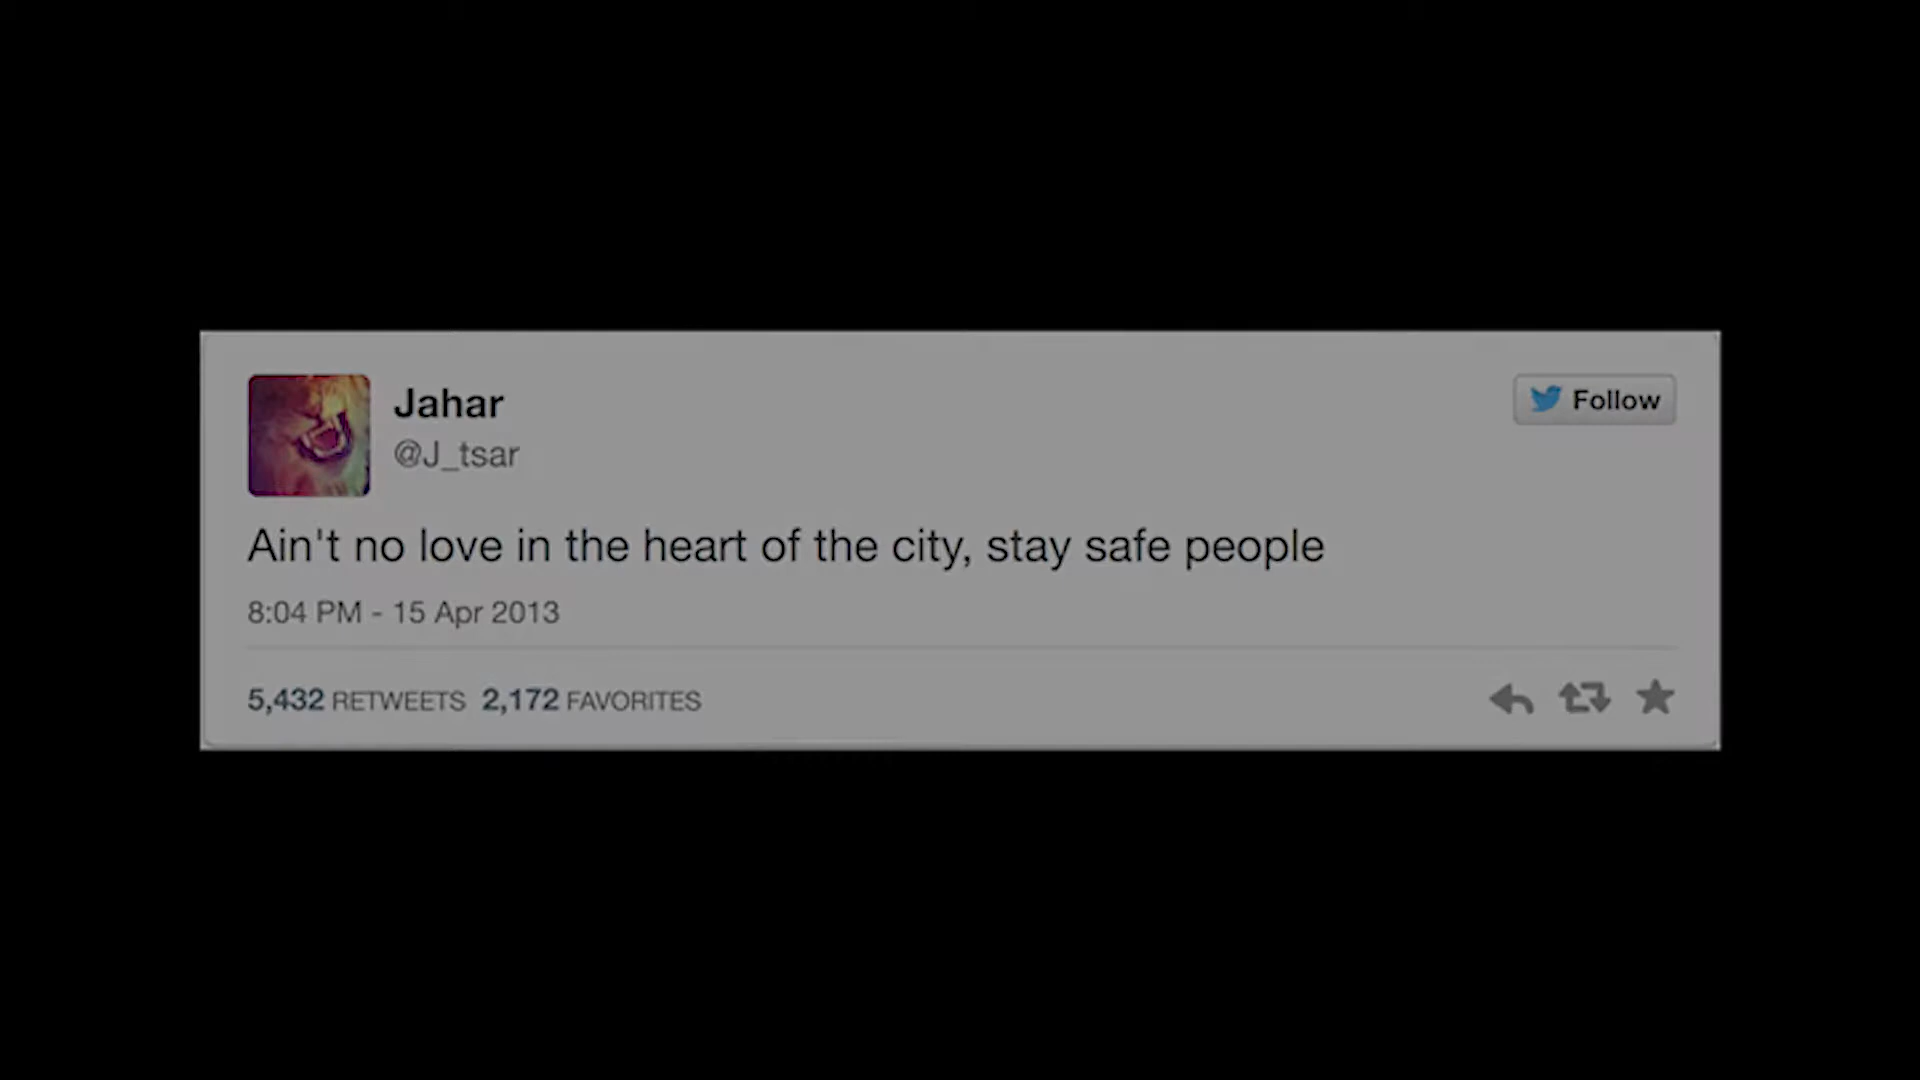 Jahar
Follow
@J_tsar
Ain't no love in the heart of the city, stay safe people
8:04 PM - 15 Apr 2013
5,432 RETWEETS 2,172 FAVORITES